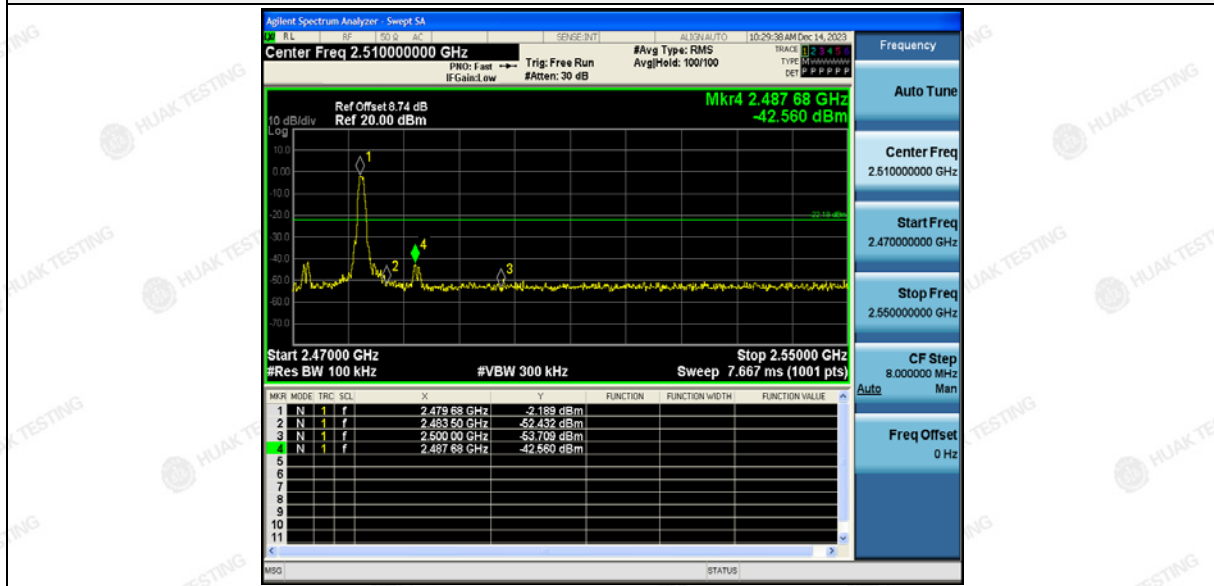 Agilent Spectrum Analyzer - Swept SA
RL RF 50 Ω AC SENSE:INT ALIGN AUTO 10:29:38 AM Dec 14, 2023
Center Freq 2.510000000 GHz
PNO: Fast
IFGain:Low
Trig: Free Run
#Atten: 30 dB
#Avg Type: RMS
Avg|Hold: 100/100
TRACE 1 2 3 4 5 6
TYPE M
DET P P P P P P
Mkr4 2.487 68 GHz
-42.560 dBm
Ref Offset 8.74 dB
10 dB/div Ref 20.00 dBm
Log
10.0
0.00
-10.0
-20.0
-30.0
-40.0
-50.0
-60.0
-70.0
-22.19 dBm
1
2
3
4
Start 2.47000 GHz Stop 2.55000 GHz
#Res BW 100 kHz #VBW 300 kHz Sweep 7.667 ms (1001 pts)
MKR MODE TRC SCL X Y FUNCTION FUNCTION WIDTH FUNCTION VALUE
1 N 1 f 2.479 68 GHz -2.189 dBm
2 N 1 f 2.483 50 GHz -52.432 dBm
3 N 1 f 2.500 00 GHz -53.709 dBm
4 N 1 f 2.487 68 GHz -42.560 dBm
5
6
7
8
9
10
11
MSG STATUS
Frequency
Auto Tune
Center Freq
2.510000000 GHz
Start Freq
2.470000000 GHz
Stop Freq
2.550000000 GHz
CF Step
8.000000 MHz
Auto Man
Freq Offset
0 Hz
HUAK TESTING